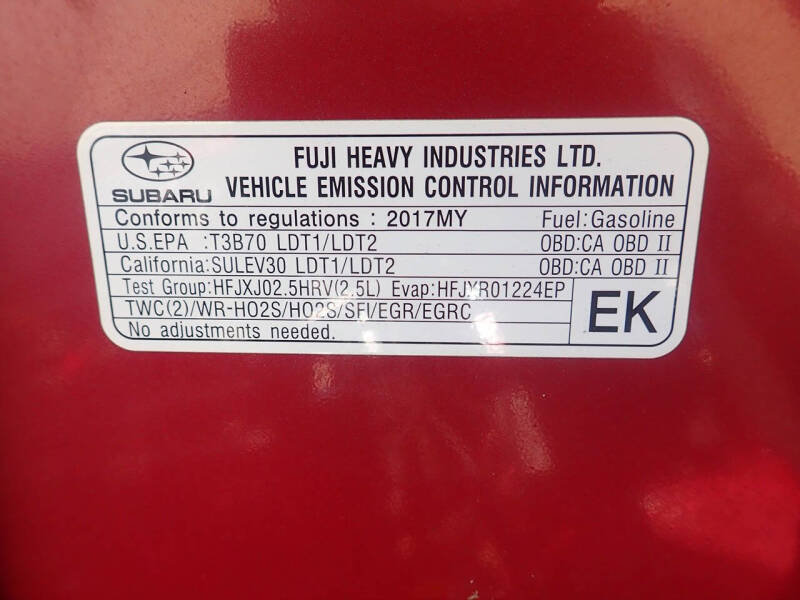 SUBARU
FUJI HEAVY INDUSTRIES LTD.
VEHICLE EMISSION CONTROL INFORMATION
Conforms to regulations : 2017MY Fuel:Gasoline
U.S.EPA :T3B70 LDT1/LDT2 OBD:CA OBD II
California:SULEV30 LDT1/LDT2 OBD:CA OBD II
Test Group:HFJXJ02.5HRV(2.5L) Evap:HFJYR01224EP
TWC(2)/WR-HO2S/HO2S/SFI/EGR/EGRC
No adjustments needed.
EK